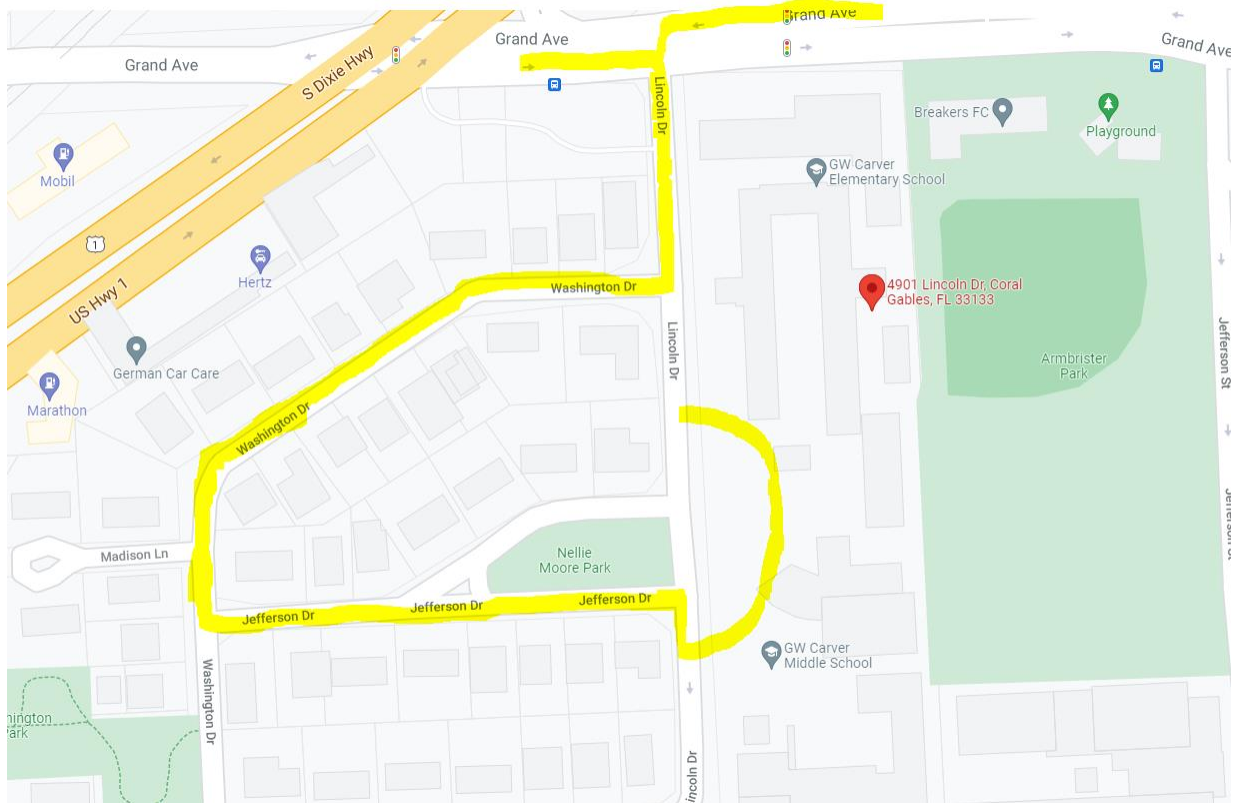 Grand Ave
Grand Ave
Grand Ave
Grand Ave
S Dixie Hwy
Lincoln Dr
Breakers FC
Playground
Mobil
GW Carver
Elementary School
1
Hertz
US Hwy 1
Washington Dr
4901 Lincoln Dr, Coral
Gables, FL 33133
Lincoln Dr
Jefferson St
German Car Care
Armbrister
Park
Marathon
Washington Dr
Madison Ln
Nellie
Moore Park
Jefferson Dr
Jefferson Dr
Jefferson Dr
GW Carver
Middle School
Washington Dr
nington
ark
incoln Dr